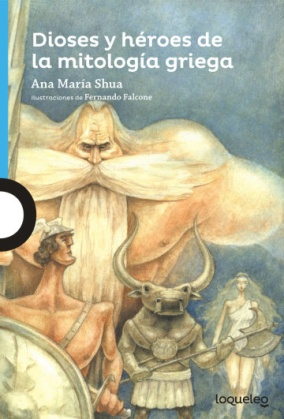 Dioses y héroes de
la mitología griega
Ana María Shua
Ilustraciones de Fernando Falcone
loqueleo